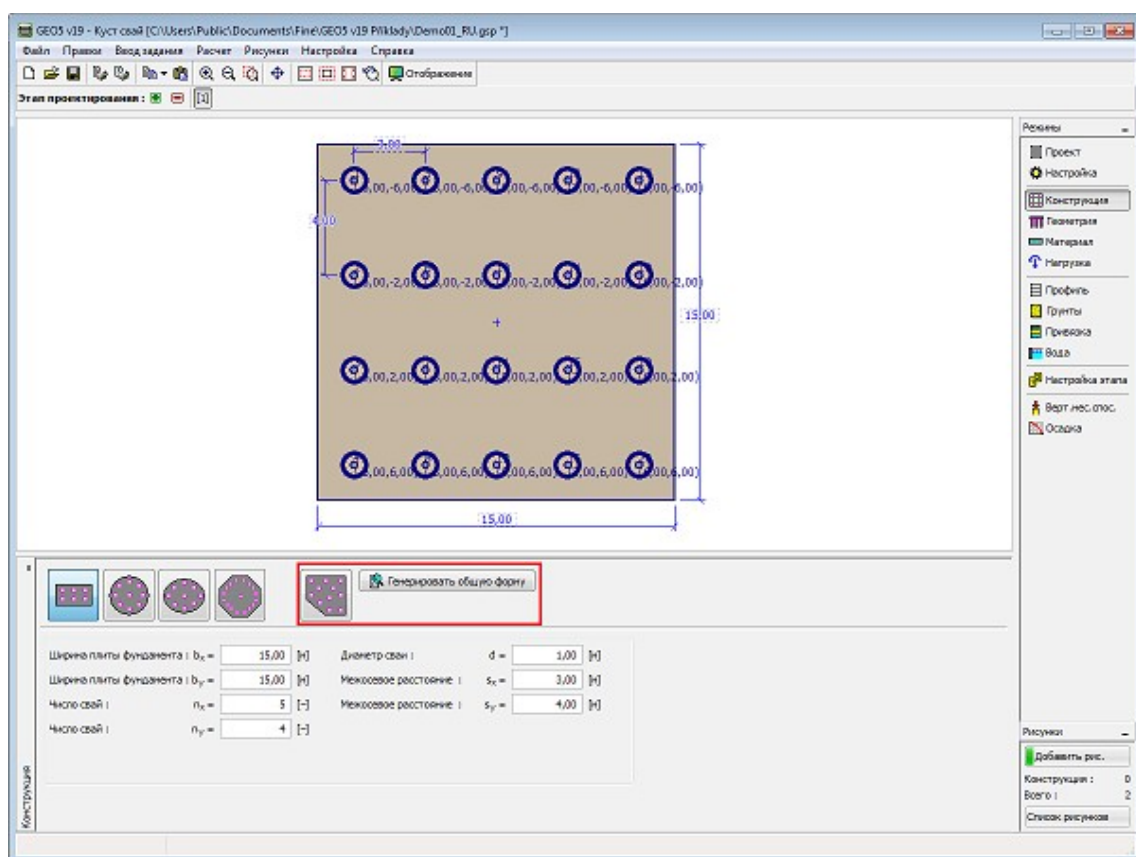 GEO5 v19 - Куст свай [C:\Users\Public\Documents\Fine\GEO5 v19 Příklady\Demo01_RU.gsp *]
Файл Правки Ввод задания Расчет Рисунки Настройка Справка
Отображение
Этап проектирования : [1]
3,00
4,00
15,00
15,00
Режимы
Проект
Настройка
Конструкция
Геометрия
Материал
Нагрузка
Профиль
Грунты
Привязка
Вода
Настройка этапа
Верт.нес.спос.
Осадка
Генерировать общую форму
Ширина плиты фундамента : bx = 15,00 [м] Диаметр сваи : d = 1,00 [м]
Ширина плиты фундамента : by = 15,00 [м] Межосевое расстояние : sx = 3,00 [м]
Число свай : nx = 5 [–] Межосевое расстояние : sy = 4,00 [м]
Число свай : ny = 4 [–]
Конструкция
Рисунки
Добавить рис.
Конструкция : 0
Всего : 2
Список рисунков